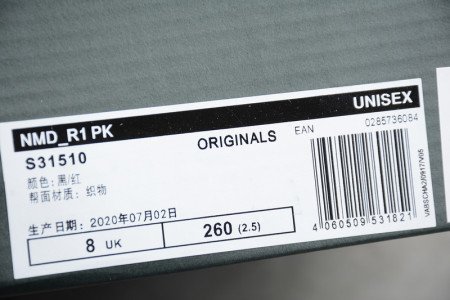 NMD_R1 PK UNISEX
S31510 ORIGINALS EAN 0285736084
颜色: 黑/红
帮面材质: 织物
生产日期: 2020年07月02日
8 UK 260 (2.5)
4 060509 531821